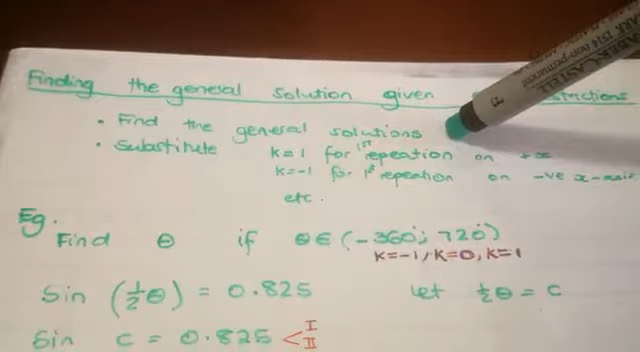 Finding the general solution given
• Find the general solutions
• Substitute k=1 for 1st repeation on +ve
k=-1 for 1st repeation on -ve x-axis
etc.
Eg.
Find θ if θ∈(-360°; 720°)
k=-1, k=0, k=1
Sin (½θ) = 0.825 Let ½θ = C
Sin C = 0.825 < I
II